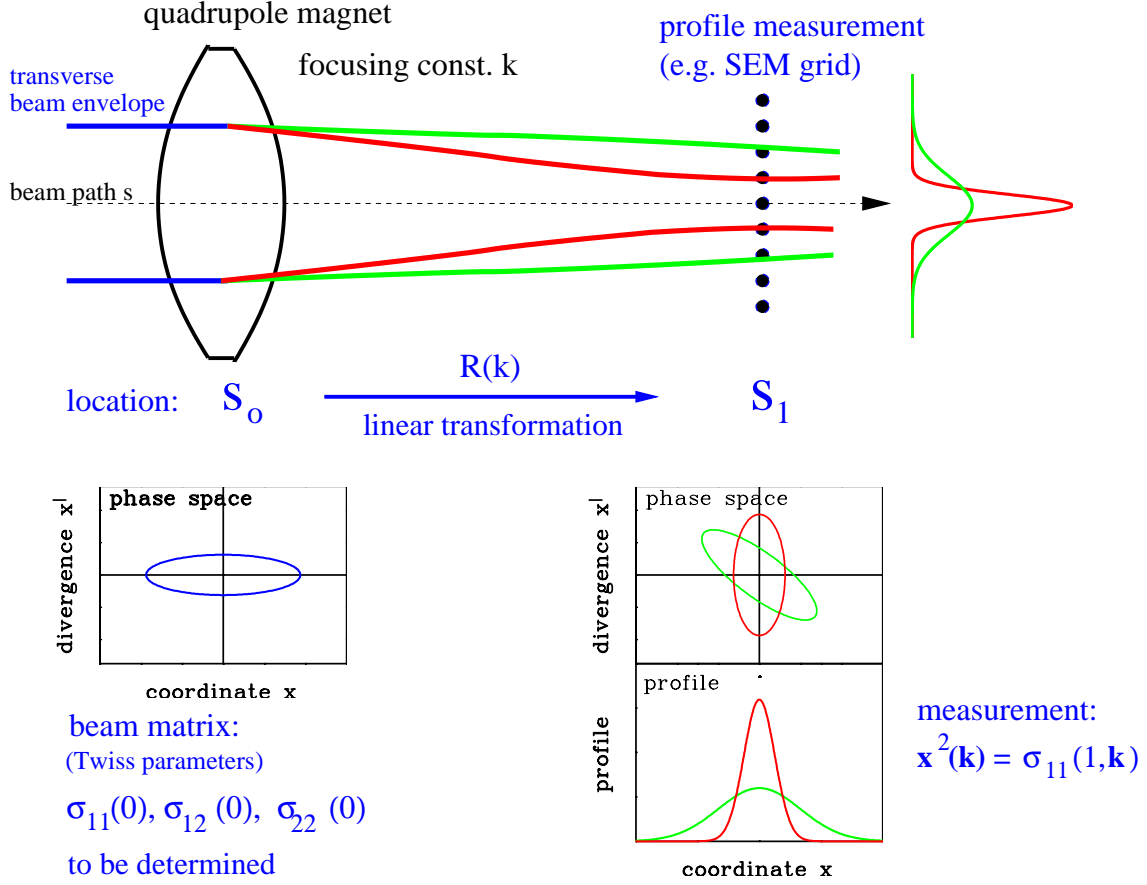 quadrupole magnet
focusing const. k
profile measurement
(e.g. SEM grid)
transverse
beam envelope
beam path s
R(k)
location:
s₀
s₁
linear transformation
phase space
divergence x'
coordinate x
beam matrix:
(Twiss parameters)
σ₁₁(0), σ₁₂ (0), σ₂₂ (0)
to be determined
phase space
divergence x'
profile
profile
coordinate x
measurement:
x²(k) = σ₁₁(1,k)